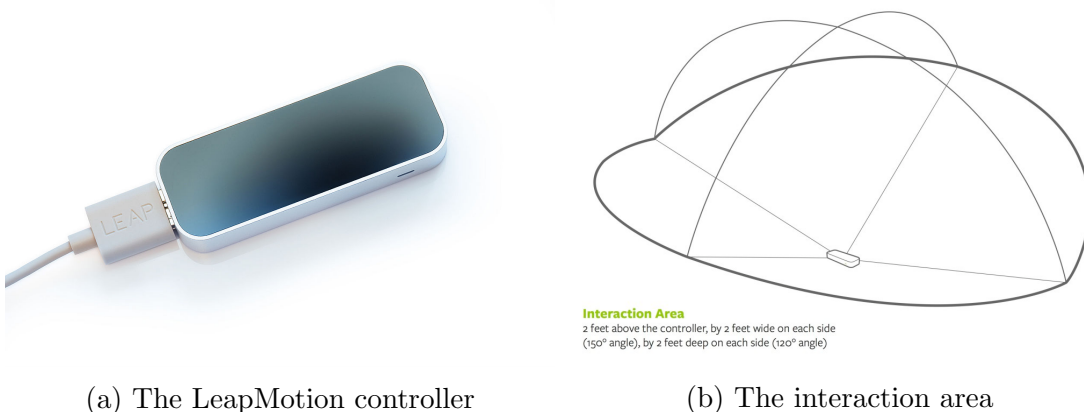 LEAP
Interaction Area
2 feet above the controller, by 2 feet wide on each side
(150° angle), by 2 feet deep on each side (120° angle)
(a) The LeapMotion controller
(b) The interaction area